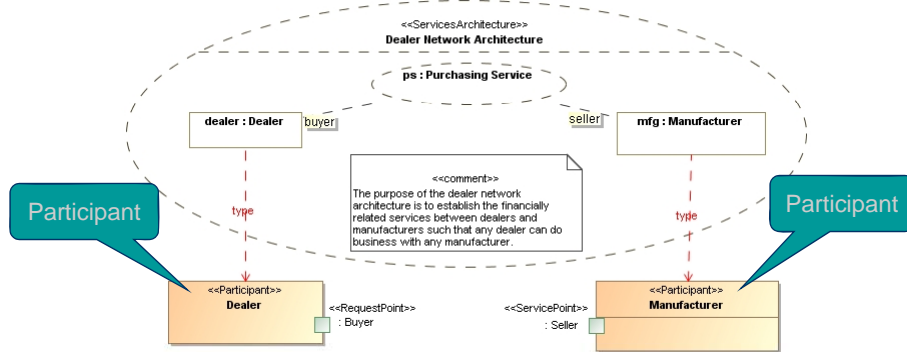 <<ServicesArchitecture>>
Dealer Network Architecture
ps : Purchasing Service
dealer : Dealer
buyer
seller
mfg : Manufacturer
<<comment>>
The purpose of the dealer network
architecture is to establish the financially
related services between dealers and
manufacturers such that any dealer can do
business with any manufacturer.
Participant
Participant
type
type
<<Participant>>
Dealer
<<RequestPoint>>
: Buyer
<<ServicePoint>>
: Seller
<<Participant>>
Manufacturer